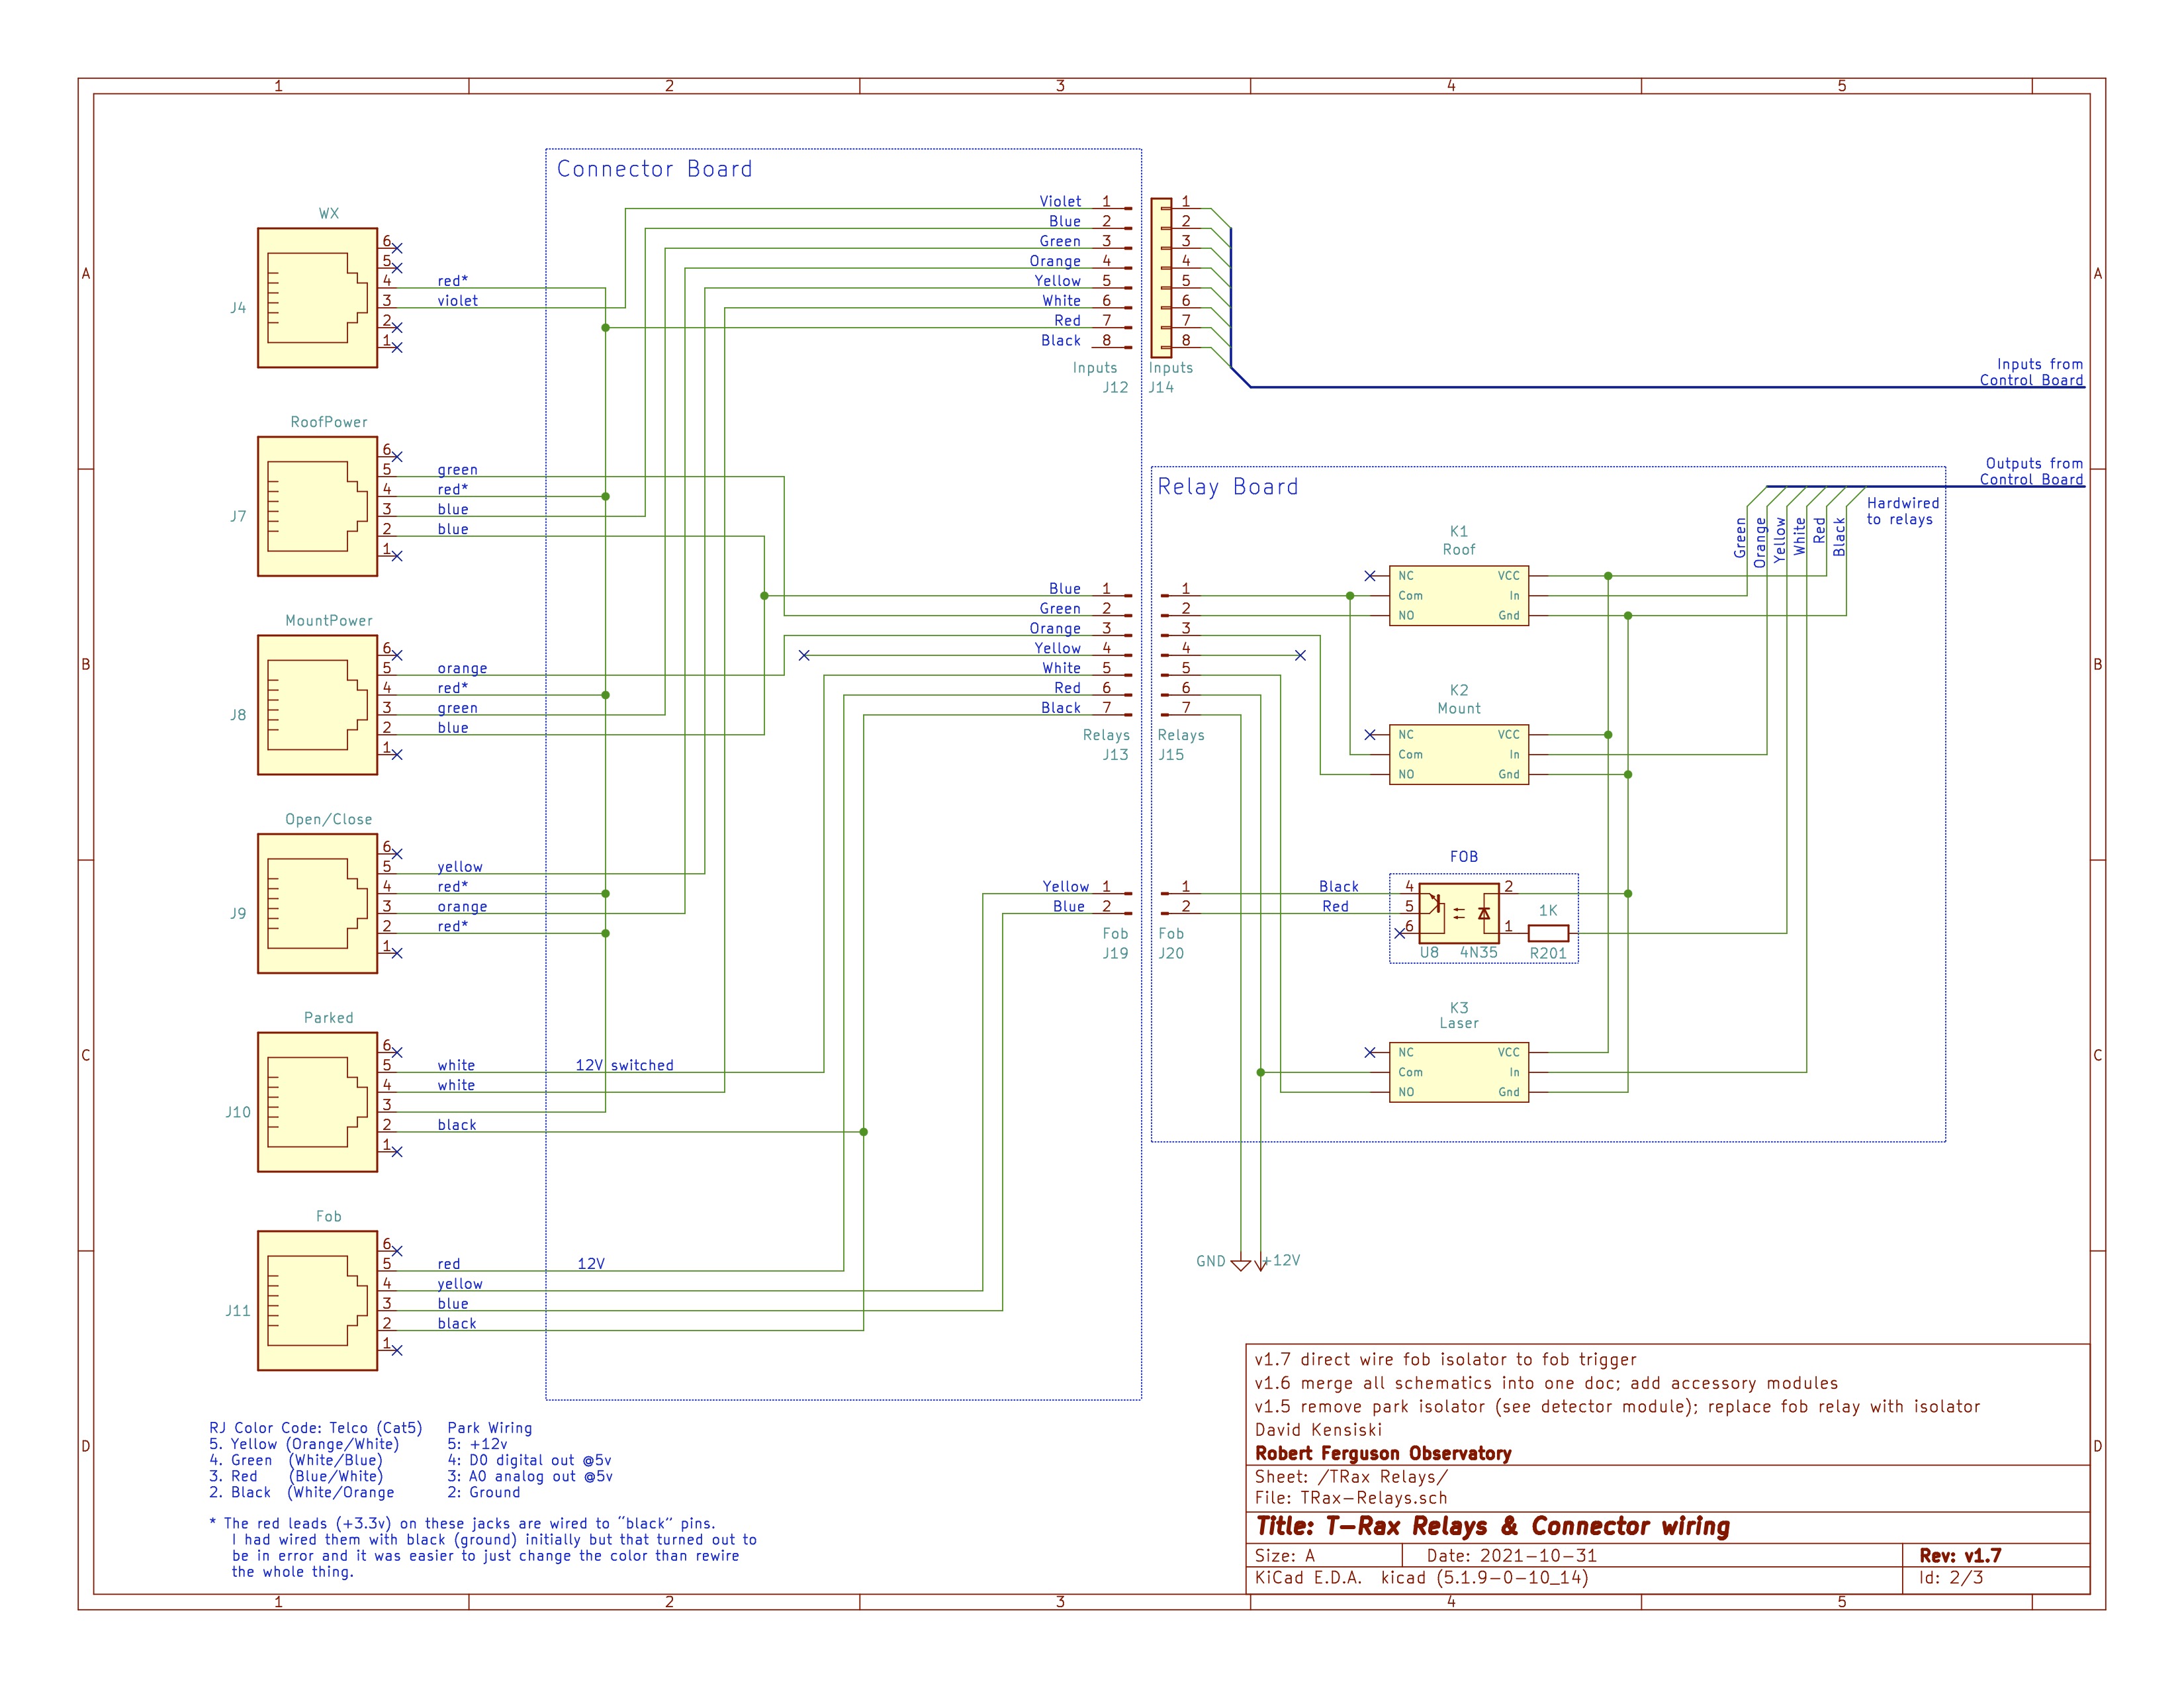 1 2 3 4 5
A A
B B
C C
D D
Connector Board
WX
J4
6
5
4 red*
3 violet
2
1
RoofPower
J7
6
5 green
4 red*
3 blue
2 blue
1
MountPower
J8
6
5 orange
4 red*
3 green
2 blue
1
Open/Close
J9
6
5 yellow
4 red*
3 orange
2 red*
1
Parked
J10
6
5 white 12V switched
4 white
3
2 black
1
Fob
J11
6
5 red 12V
4 yellow
3 blue
2 black
1
Violet 1 1
Blue 2 2
Green 3 3
Orange 4 4
Yellow 5 5
White 6 6
Red 7 7
Black 8 8
Inputs Inputs
J12 J14
Inputs from
Control Board
Outputs from
Control Board
Relay Board
Hardwired
to relays
Green
Orange
Yellow
White
Red
Black
Blue 1 1
Green 2 2
Orange 3 3
Yellow 4 4
White 5 5
Red 6 6
Black 7 7
Relays Relays
J13 J15
K1
Roof
NC VCC
Com In
NO Gnd
K2
Mount
NC VCC
Com In
NO Gnd
FOB
Yellow 1 1 Black 4 2
Blue 2 2 Red 5
6 1
1K
Fob Fob
J19 J20
U8 4N35 R201
K3
Laser
NC VCC
Com In
NO Gnd
GND +12V
RJ Color Code: Telco (Cat5)
5. Yellow (Orange/White)
4. Green (White/Blue)
3. Red (Blue/White)
2. Black (White/Orange
Park Wiring
5: +12v
4: D0 digital out @5v
3: A0 analog out @5v
2: Ground
* The red leads (+3.3v) on these jacks are wired to "black" pins.
I had wired them with black (ground) initially but that turned out to
be in error and it was easier to just change the color than rewire
the whole thing.
v1.7 direct wire fob isolator to fob trigger
v1.6 merge all schematics into one doc; add accessory modules
v1.5 remove park isolator (see detector module); replace fob relay with isolator
David Kensiski
Robert Ferguson Observatory
Sheet: /TRax Relays/
File: TRax-Relays.sch
Title: T-Rax Relays & Connector wiring
Size: A Date: 2021-10-31 Rev: v1.7
KiCad E.D.A. kicad (5.1.9-0-10_14) Id: 2/3
1 2 3 4 5